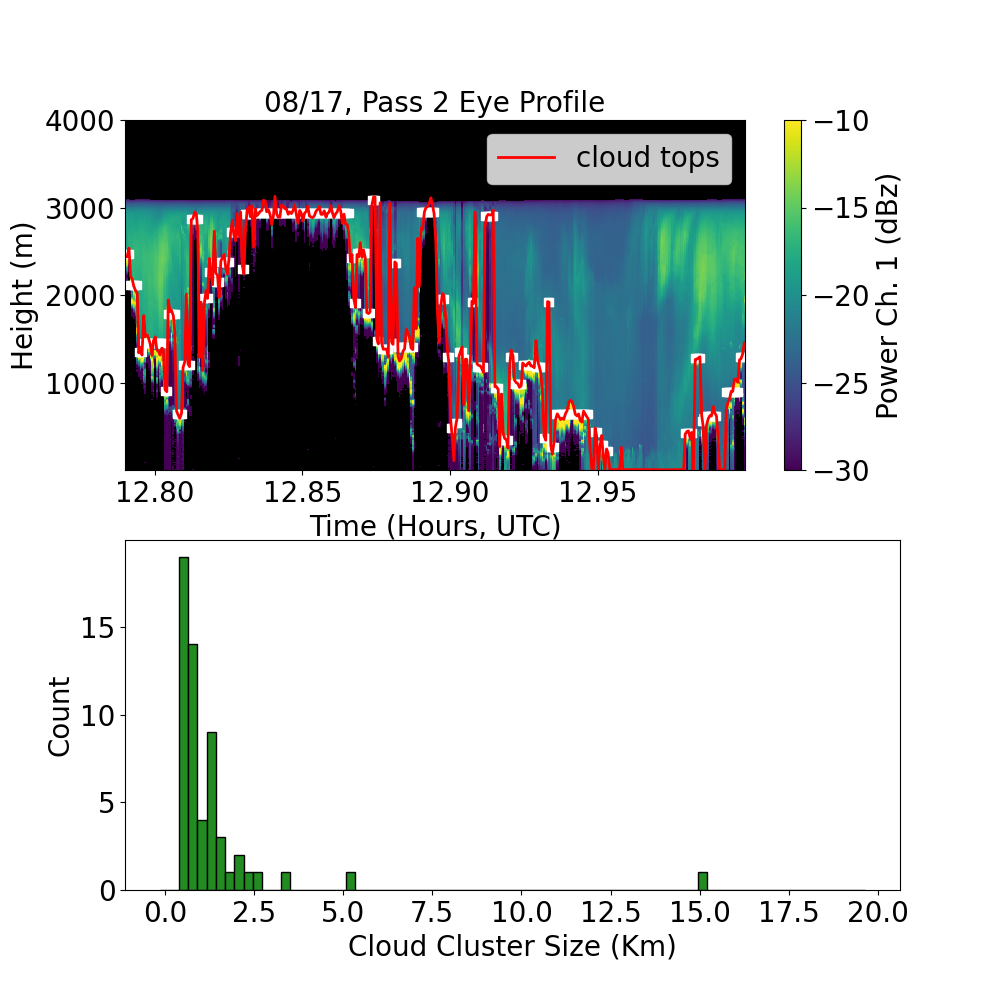 08/17, Pass 2 Eye Profile
4000
3000
2000
1000
Height (m)
cloud tops
12.80 12.85 12.90 12.95
Time (Hours, UTC)
−10
−15
−20
−25
−30
Power Ch. 1 (dBz)
15
10
5
0
Count
0.0 2.5 5.0 7.5 10.0 12.5 15.0 17.5 20.0
Cloud Cluster Size (Km)